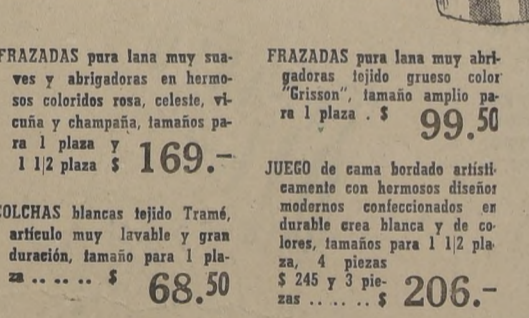 FRAZADAS pura lana muy sua-
ves y abrigadoras en hermo-
sos coloridos rosa, celeste, vi-
cuña y champaña, tamaños pa-
ra 1 plaza y
1 1|2 plaza $ 169.—
COLCHAS blancas tejido Tramé,
artículo muy lavable y gran
duración, tamaño para 1 pla-
za .. .. .. $ 68.50
FRAZADAS pura lana muy abri-
gadoras tejido grueso color
"Grisson", tamaño amplio pa-
ra 1 plaza . $ 99.50
JUEGO de cama bordado artísti-
camente con hermosos diseños
modernos confeccionados en
durable crea blanca y de co-
lores, tamaños para 1 1|2 pla-
za, 4 piezas
$ 245 y 3 pie-
zas .. .. .. $ 206.—